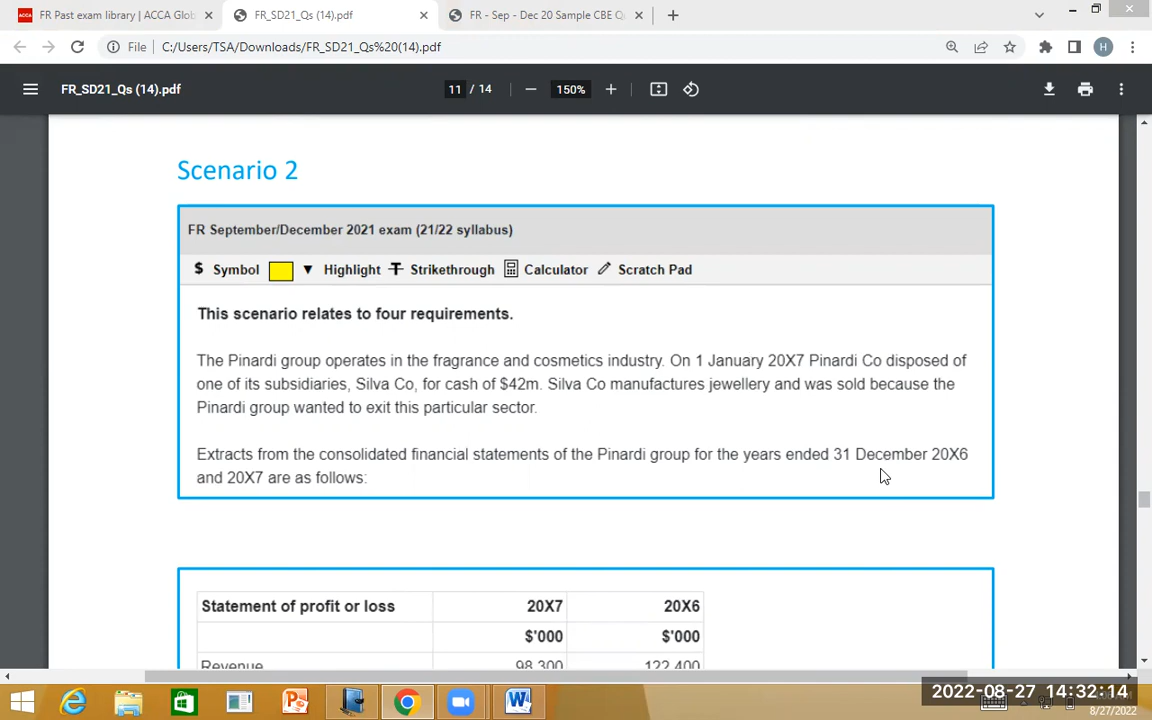 FR Past exam library | ACCA Glob
FR_SD21_Qs (14).pdf
FR - Sep - Dec 20 Sample CBE Q
File
C:/Users/TSA/Downloads/FR_SD21_Qs%20(14).pdf
H
FR_SD21_Qs (14).pdf
11 / 14
150%
Scenario 2
FR September/December 2021 exam (21/22 syllabus)
$ Symbol Highlight Strikethrough Calculator Scratch Pad
This scenario relates to four requirements.
The Pinardi group operates in the fragrance and cosmetics industry. On 1 January 20X7 Pinardi Co disposed of
one of its subsidiaries, Silva Co, for cash of $42m. Silva Co manufactures jewellery and was sold because the
Pinardi group wanted to exit this particular sector.
Extracts from the consolidated financial statements of the Pinardi group for the years ended 31 December 20X6
and 20X7 are as follows:
Statement of profit or loss 20X7 20X6
$'000 $'000
Revenue 98,300 122,400
2022-08-27 14:32:14
8/27/2022